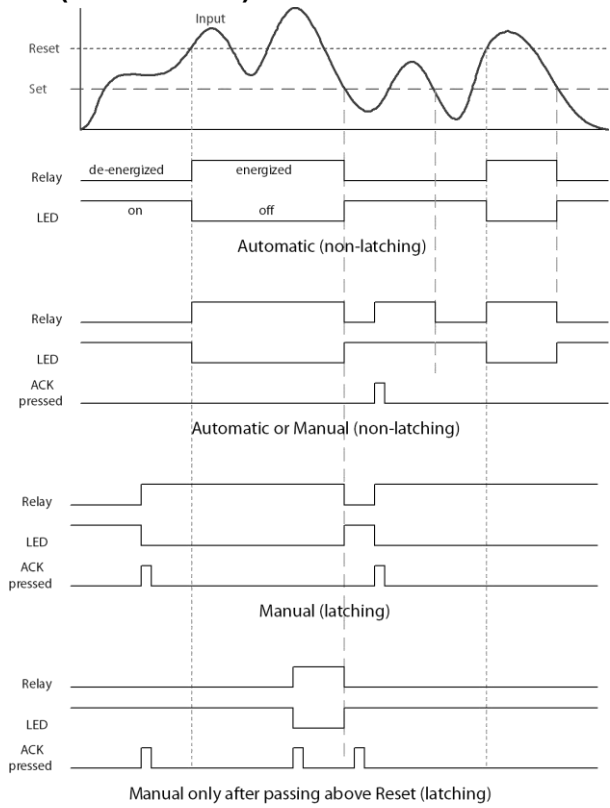 Input
Reset
Set
Relay de-energized energized
LED on off
Automatic (non-latching)
Relay
LED
ACK
pressed
Automatic or Manual (non-latching)
Relay
LED
ACK
pressed
Manual (latching)
Relay
LED
ACK
pressed
Manual only after passing above Reset (latching)